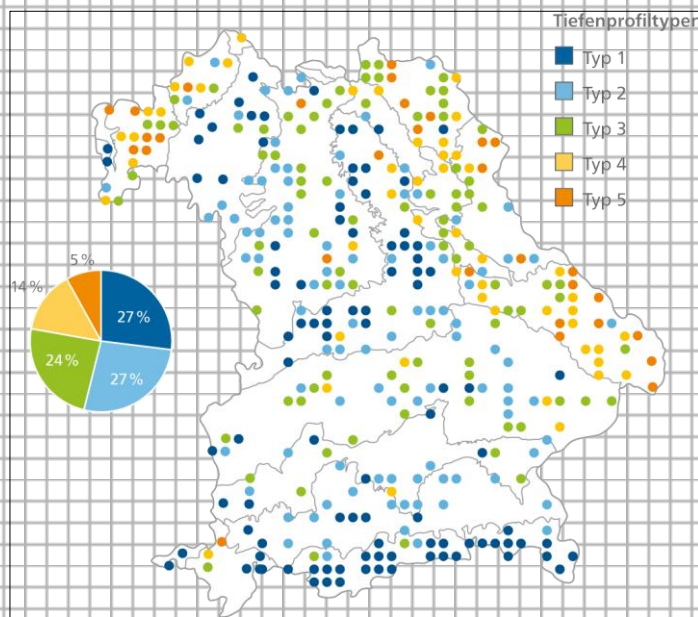 Tiefenprofiltypen
Typ 1
Typ 2
Typ 3
Typ 4
Typ 5
5 %
14 %
27 %
24 %
27 %